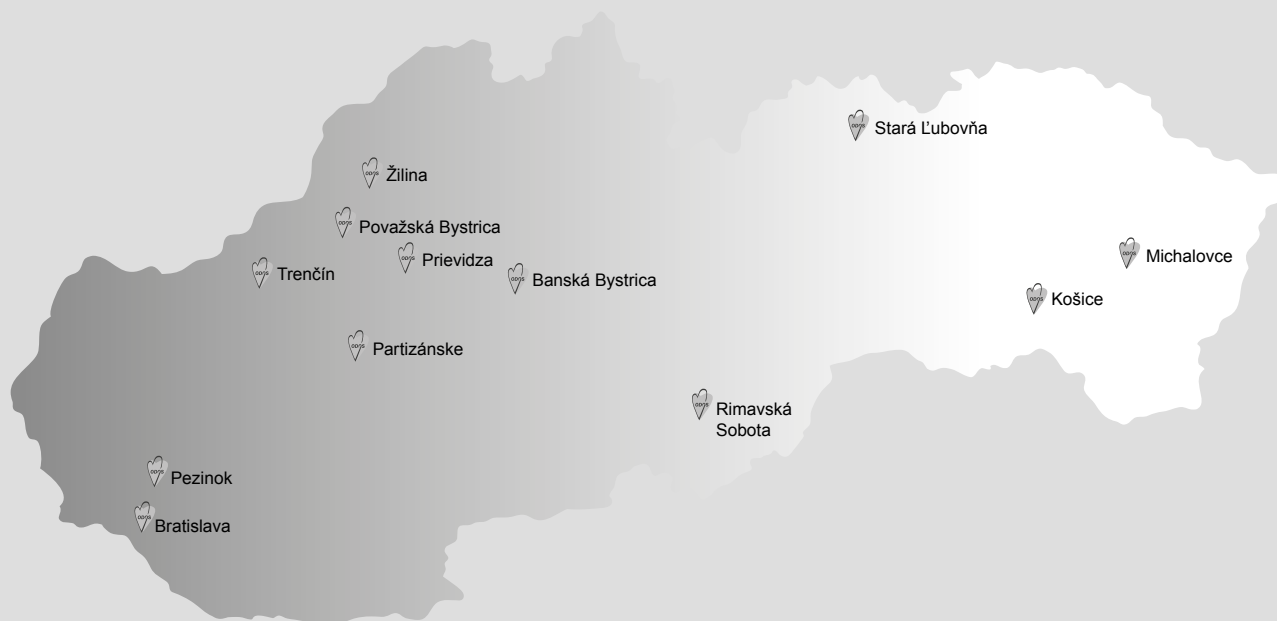 Stará Ľubovňa
Žilina
Považská Bystrica
Prievidza
Michalovce
Trenčín
Banská Bystrica
Košice
Partizánske
Rimavská
Sobota
Pezinok
Bratislava